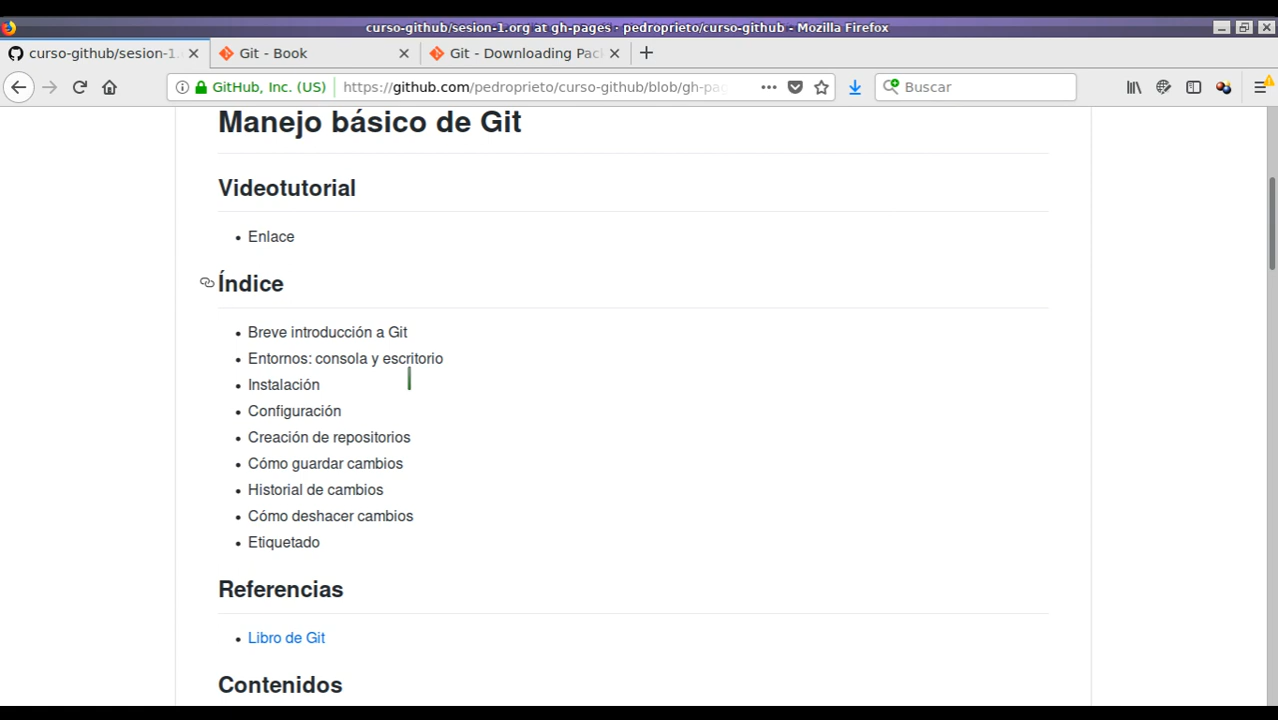 curso-github/sesion-1.org at gh-pages · pedroprieto/curso-github - Mozilla Firefox
curso-github/sesion-1.
Git - Book
Git - Downloading Pac
GitHub, Inc. (US)
https://github.com/pedroprieto/curso-github/blob/gh-pag
Buscar
Manejo básico de Git
Videotutorial
• Enlace
Índice
• Breve introducción a Git
• Entornos: consola y escritorio
• Instalación
• Configuración
• Creación de repositorios
• Cómo guardar cambios
• Historial de cambios
• Cómo deshacer cambios
• Etiquetado
Referencias
• Libro de Git
Contenidos